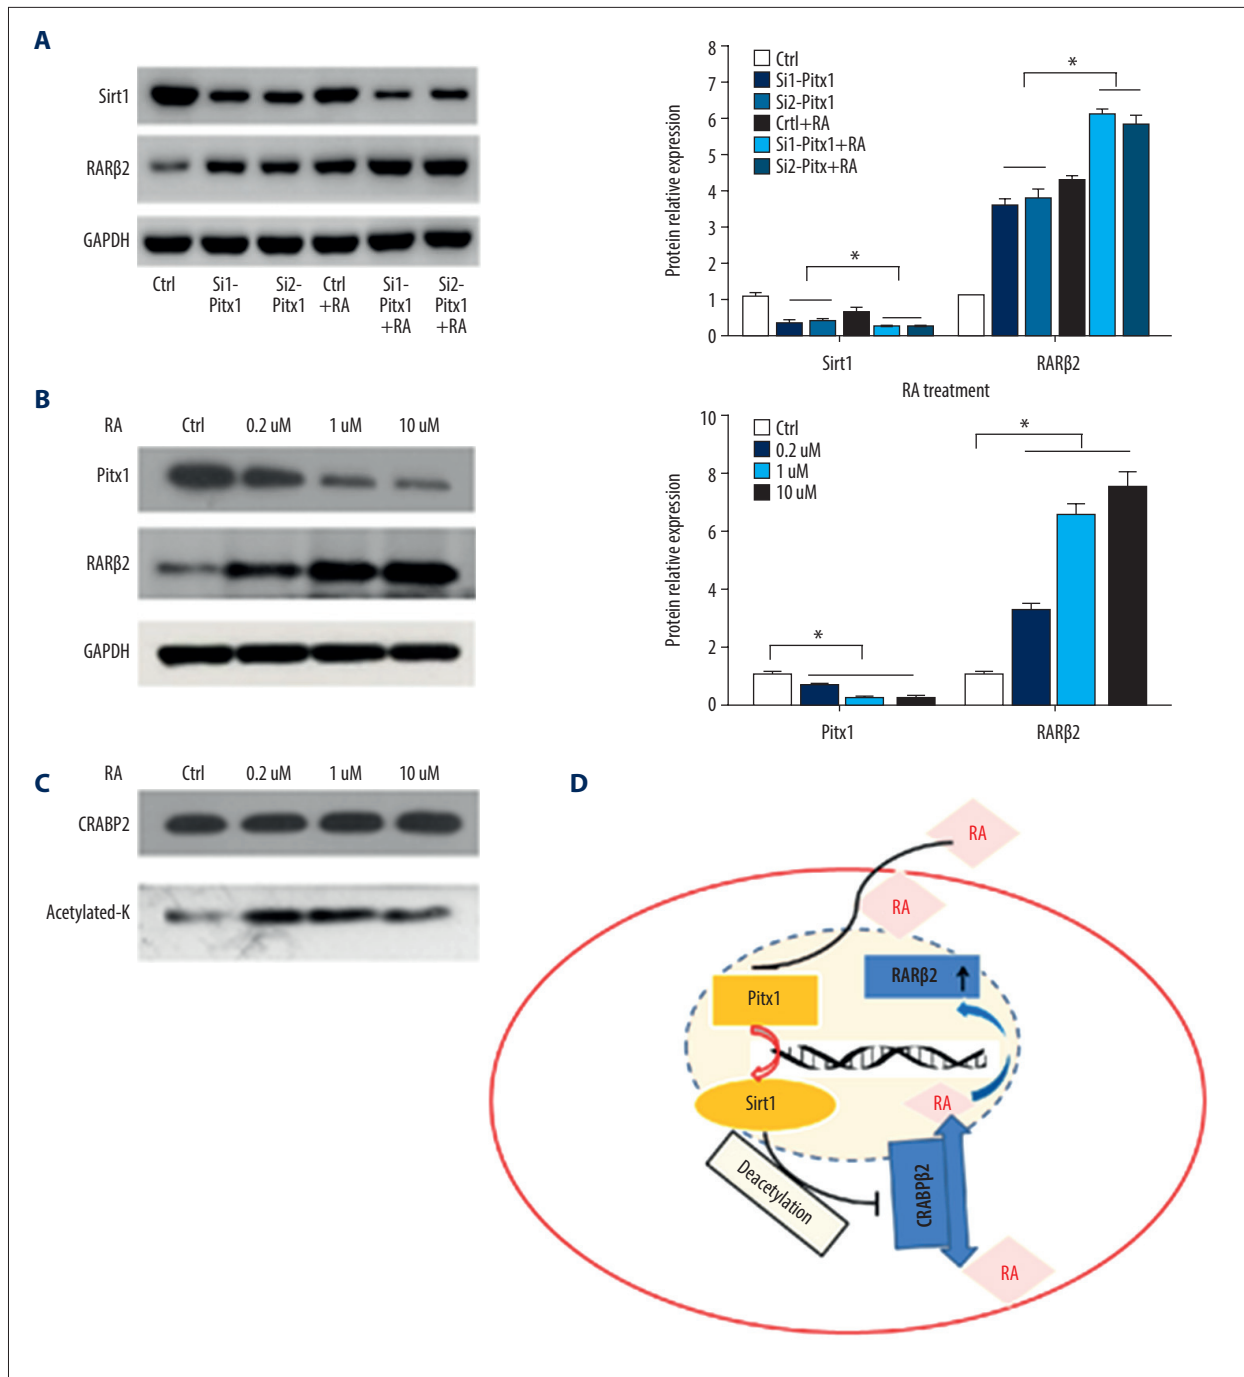 A
Sirt1
RARβ2
GAPDH
Ctrl
Si1-
Pitx1
Si2-
Pitx1
Ctrl
+RA
Si1-
Pitx1
+RA
Si2-
Pitx1
+RA
Protein relative expression
8
7
6
5
4
2
1
0
Ctrl
Si1-Pitx1
Si2-Pitx1
Crtl+RA
Si1-Pitx1+RA
Si2-Pitx+RA
*
*
Sirt1
RARβ2
B
RA
Ctrl
0.2 uM
1 uM
10 uM
Pitx1
RARβ2
GAPDH
RA treatment
Protein relative expression
10
8
6
4
2
0
Ctrl
0.2 uM
1 uM
10 uM
*
*
Pitx1
RARβ2
C
RA
Ctrl
0.2 uM
1 uM
10 uM
CRABP2
Acetylated-K
D
RA
RA
RARβ2
Pitx1
Sirt1
RA
Deacetylation
CRABPβ2
RA